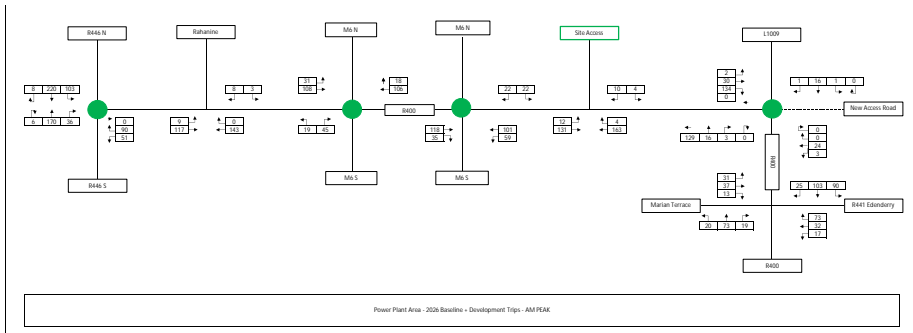 R446 N
Rahanine
M6 N
M6 N
Site Access
L1009
8 220 103
8 3
31
108
18
106
22 22
10 4
2
30
134
0
1 16 1 0
R400
New Access Road
6 170 36
0
90
51
9
117
0
143
19 45
118
35
101
59
12
131
4
163
129 16 3 0
0
0
24
3
R400
R446 S
M6 S
M6 S
31
37
13
25 103 90
Marian Terrace
R441 Edenderry
20 73 19
73
32
17
R400
Power Plant Area - 2026 Baseline + Development Trips - AM PEAK